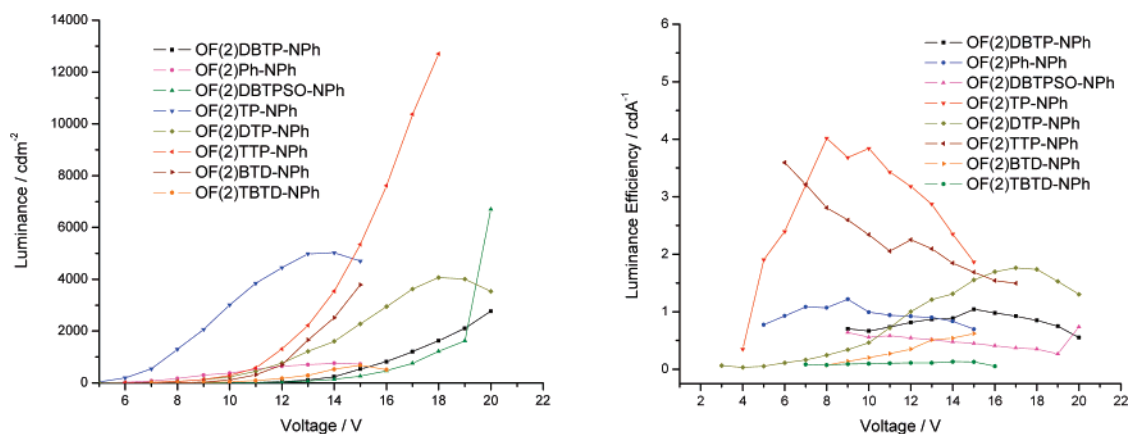 14000
12000
10000
8000
6000
4000
2000
0
Luminance / cdm-2
OF(2)DBTP-NPh
OF(2)Ph-NPh
OF(2)DBTPSO-NPh
OF(2)TP-NPh
OF(2)DTP-NPh
OF(2)TTP-NPh
OF(2)BTD-NPh
OF(2)TBTD-NPh
6 8 10 12 14 16 18 20 22
Voltage / V
6
5
4
3
2
1
0
Luminance Efficiency / cdA-1
OF(2)DBTP-NPh
OF(2)Ph-NPh
OF(2)DBTPSO-NPh
OF(2)TP-NPh
OF(2)DTP-NPh
OF(2)TTP-NPh
OF(2)BTD-NPh
OF(2)TBTD-NPh
2 4 6 8 10 12 14 16 18 20 22
Voltage / V